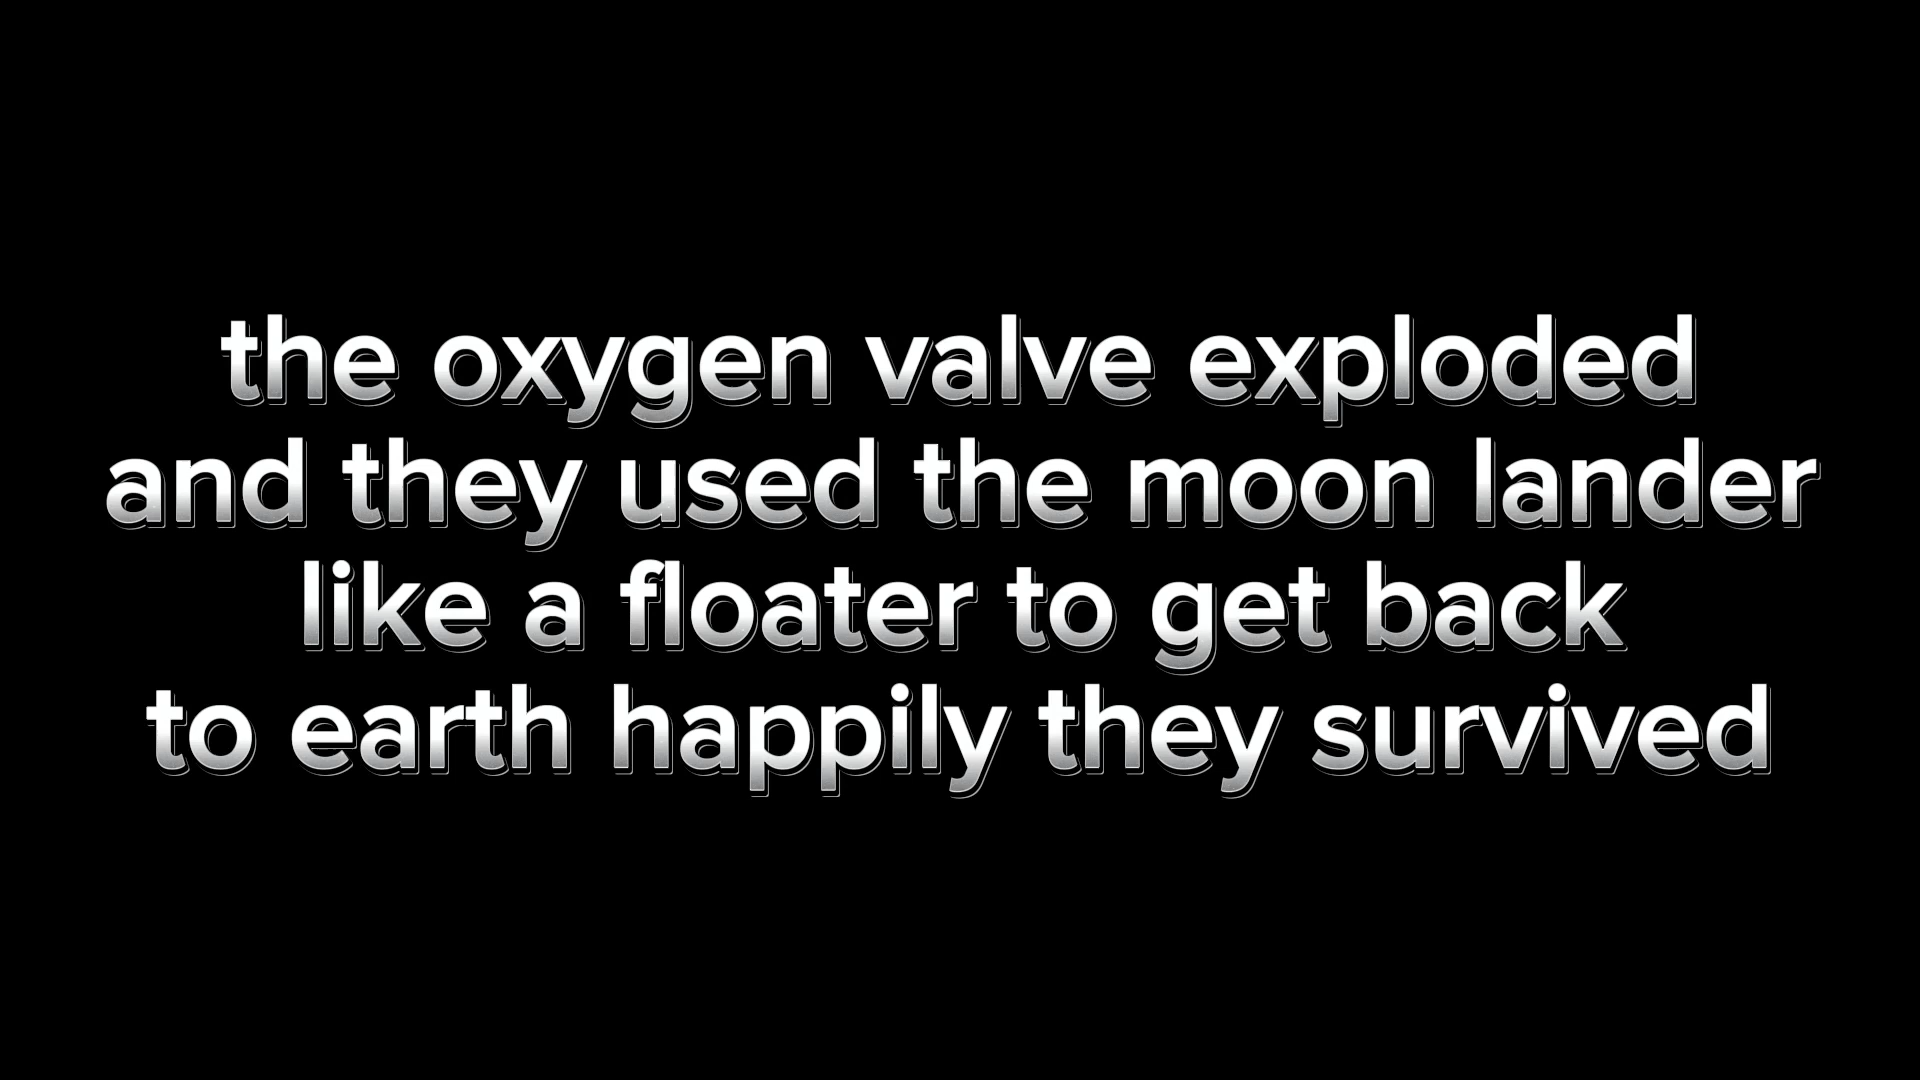 the oxygen valve exploded
and they used the moon lander
like a floater to get back
to earth happily they survived